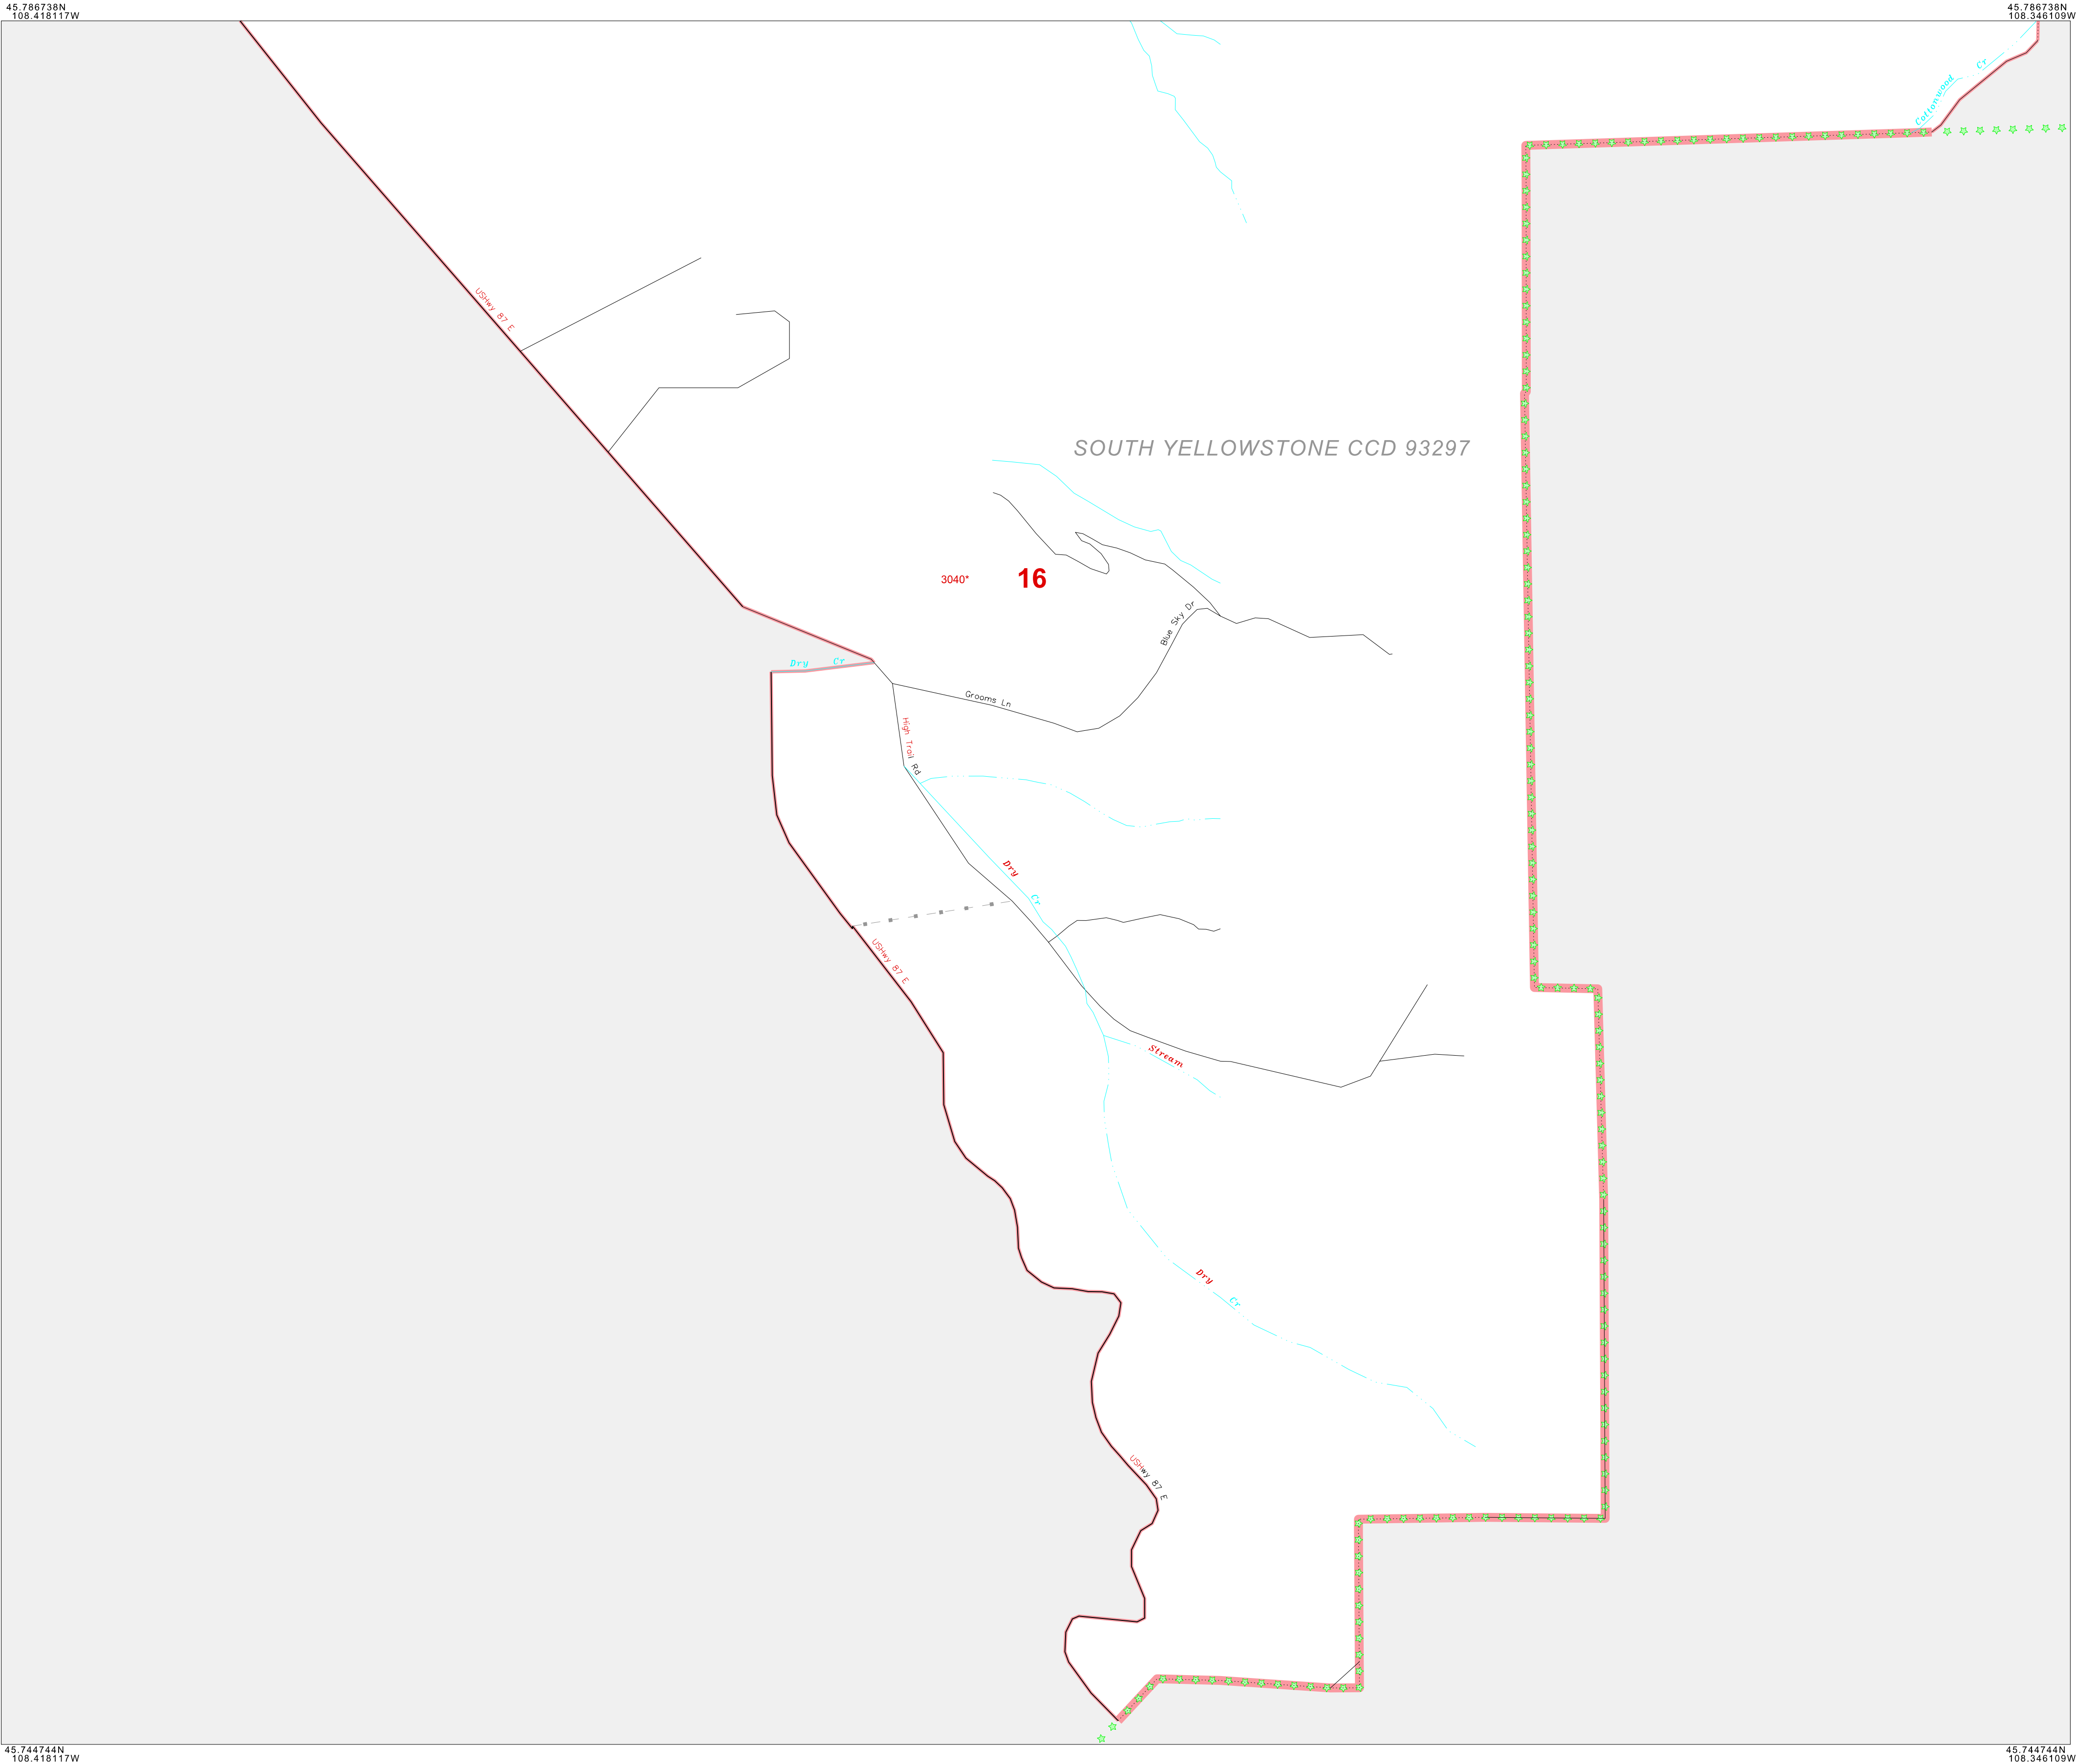 45.786738N
108.418117W
45.786738N
108.346109W
Cottonwood Cr
USHwy 87 E
SOUTH YELLOWSTONE CCD 93297
3040*
16
Blue Sky Dr
Dry Cr
Grooms Ln
High Trail Rd
Dry Cr
USHwy 87 E
Stream
Dry Cr
USHwy 87 E
45.744744N
108.418117W
45.744744N
108.346109W